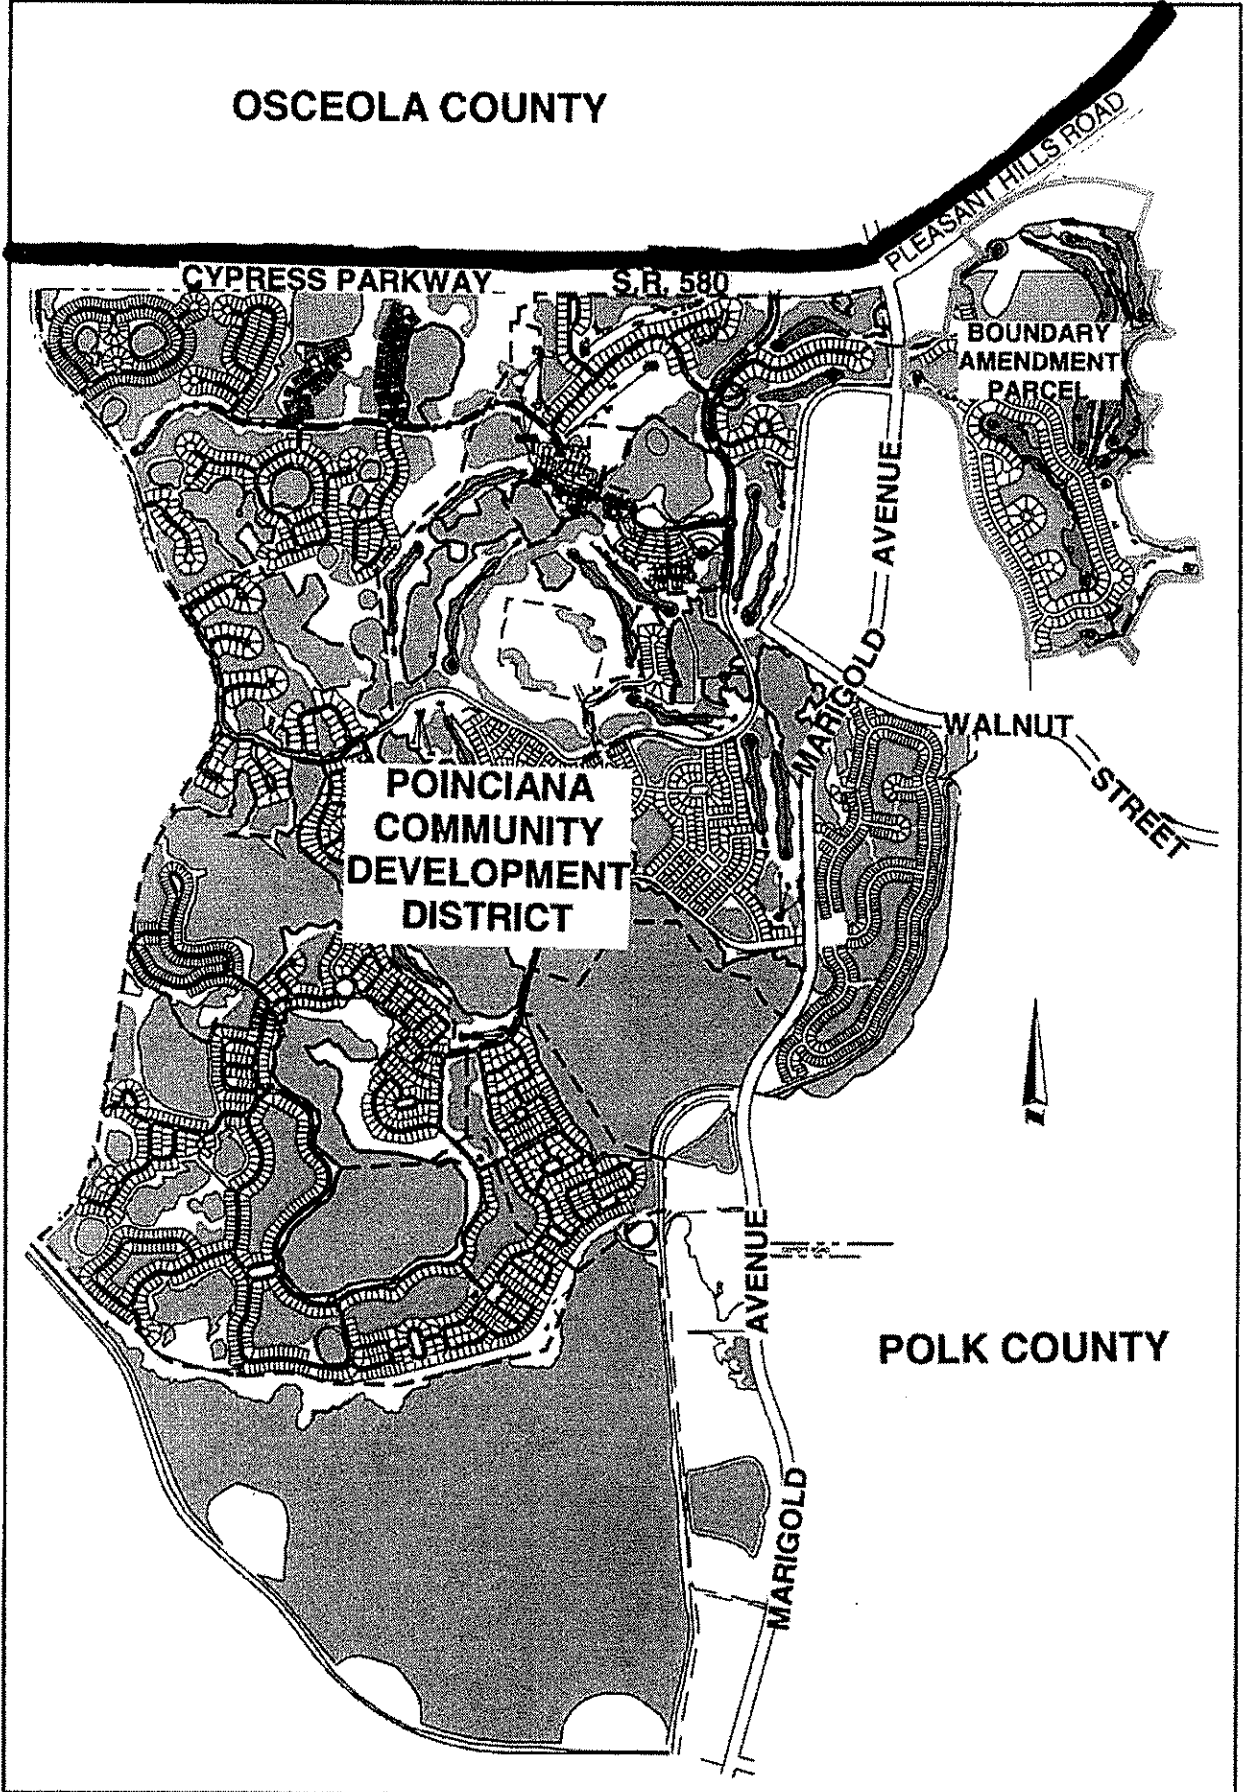 OSCEOLA COUNTY
PLEASANT HILLS ROAD
CYPRESS PARKWAY
S.R. 580
BOUNDARY
AMENDMENT
PARCEL
AVENUE
MARIGOLD
WALNUT
STREET
POINCIANA
COMMUNITY
DEVELOPMENT
DISTRICT
AVENUE
POLK COUNTY
MARIGOLD